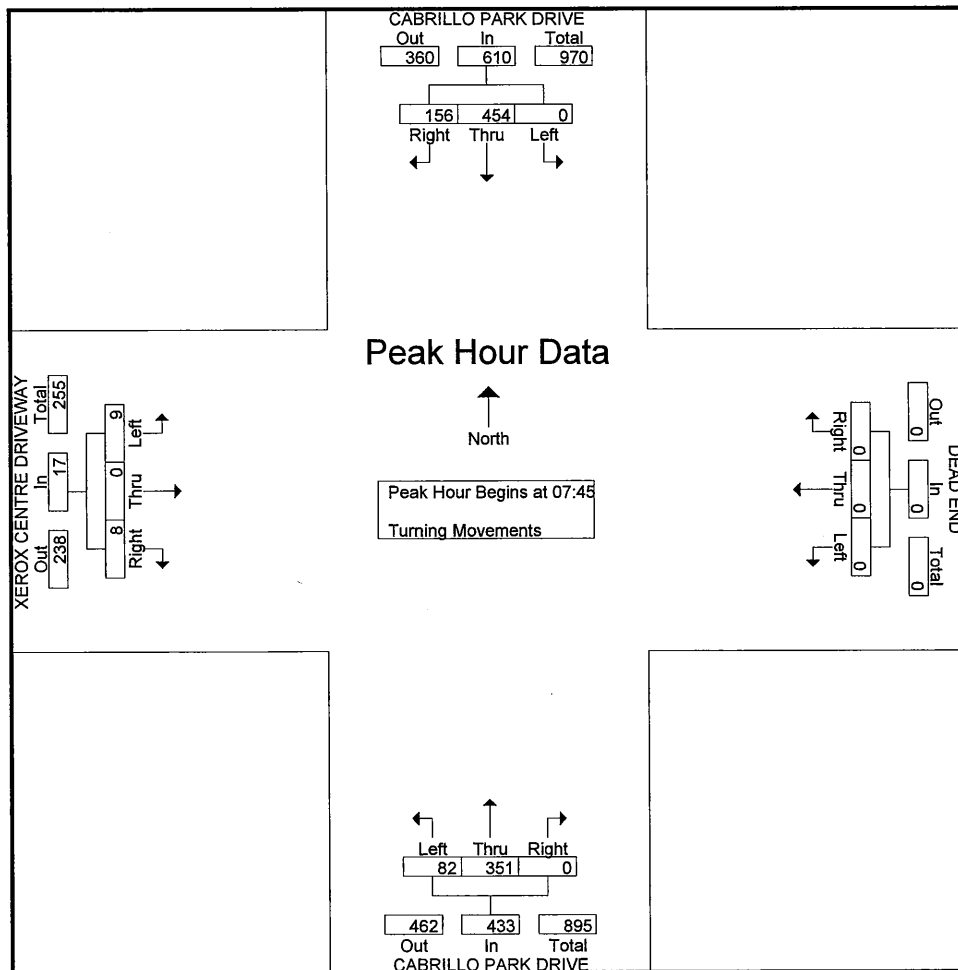 CABRILLO PARK DRIVE
Out In Total
360 610 970
156 454 0
Right Thru Left
Peak Hour Data
North
Peak Hour Begins at 07:45
Turning Movements
XEROX CENTRE DRIVEWAY
Total In Out
255 17 238
9 0 8
Left Thru Right
DEAD END
Out In Total
0 0 0
Right Thru Left
0 0 0
Left Thru Right
82 351 0
462 433 895
Out In Total
CABRILLO PARK DRIVE